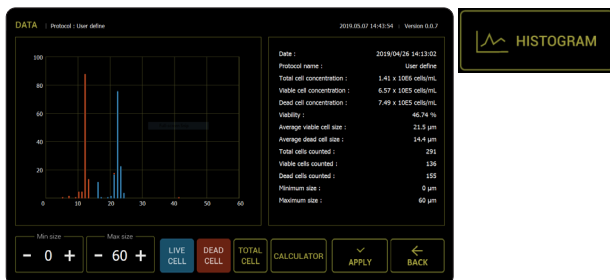 DATA | Protocol : User define 2019.05.07 14:43:54 | Version 0.0.7
HISTOGRAM
100
80
60
40
20
0 10 20 30 40 50 60
Date : 2019/04/26 14:13:02
Protocol name : User define
Total cell concentration : 1.41 x 10E6 cells/mL
Viable cell concentration : 6.57 x 10E5 cells/mL
Dead cell concentration : 7.49 x 10E5 cells/mL
Viability : 46.74 %
Average viable cell size : 21.5 μm
Average dead cell size : 14.4 μm
Total cells counted : 291
Viable cells counted : 136
Dead cells counted : 155
Minimum size : 0 μm
Maximum size : 60 μm
Min size Max size
- 0 + - 60 +
LIVE CELL
DEAD CELL
TOTAL CELL
CALCULATOR
APPLY
BACK